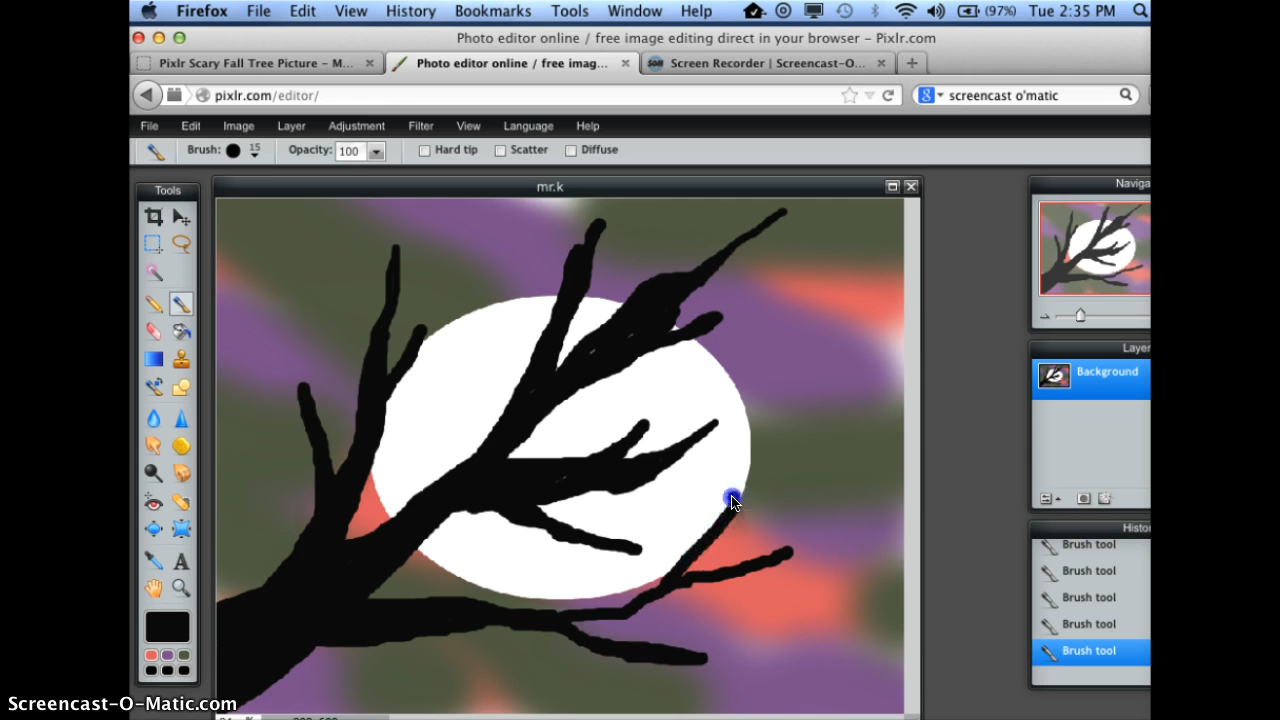 Firefox File Edit View History Bookmarks Tools Window Help (97%) Tue 2:35 PM
Photo editor online / free image editing direct in your browser – Pixlr.com
Pixlr Scary Fall Tree Picture – M... Photo editor online / free imag... Screen Recorder | Screencast-O...
pixlr.com/editor/ screencast o'matic
File Edit Image Layer Adjustment Filter View Language Help
Brush: 15 Opacity: 100 Hard tip Scatter Diffuse
Tools
mr.k
Naviga
Laye
Background
Histo
Brush tool
Brush tool
Brush tool
Brush tool
Brush tool
A
Screencast-O-Matic.com